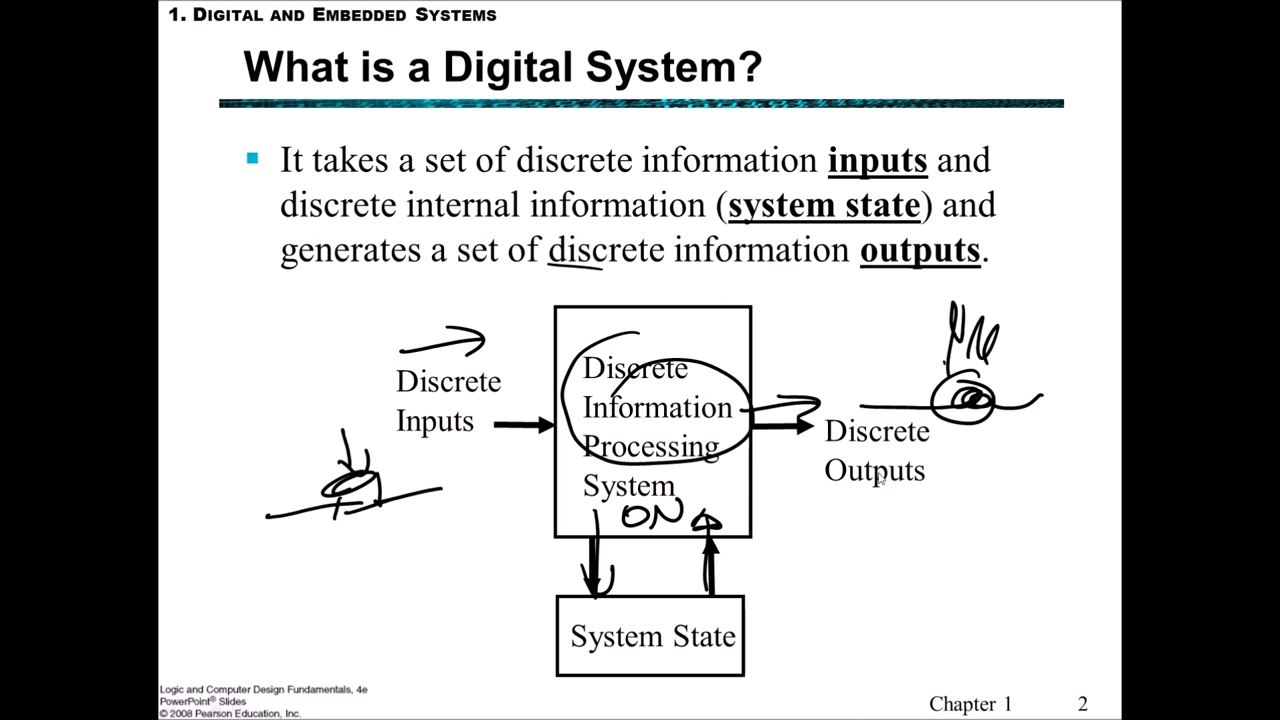 1. DIGITAL AND EMBEDDED SYSTEMS
What is a Digital System?
It takes a set of discrete information inputs and
discrete internal information (system state) and
generates a set of discrete information outputs.
Discrete
Inputs
Discrete
Information
Processing
System
ON
Discrete
Outputs
System State
Logic and Computer Design Fundamentals, 4e
PowerPoint® Slides
© 2008 Pearson Education, Inc.
Chapter 1 2